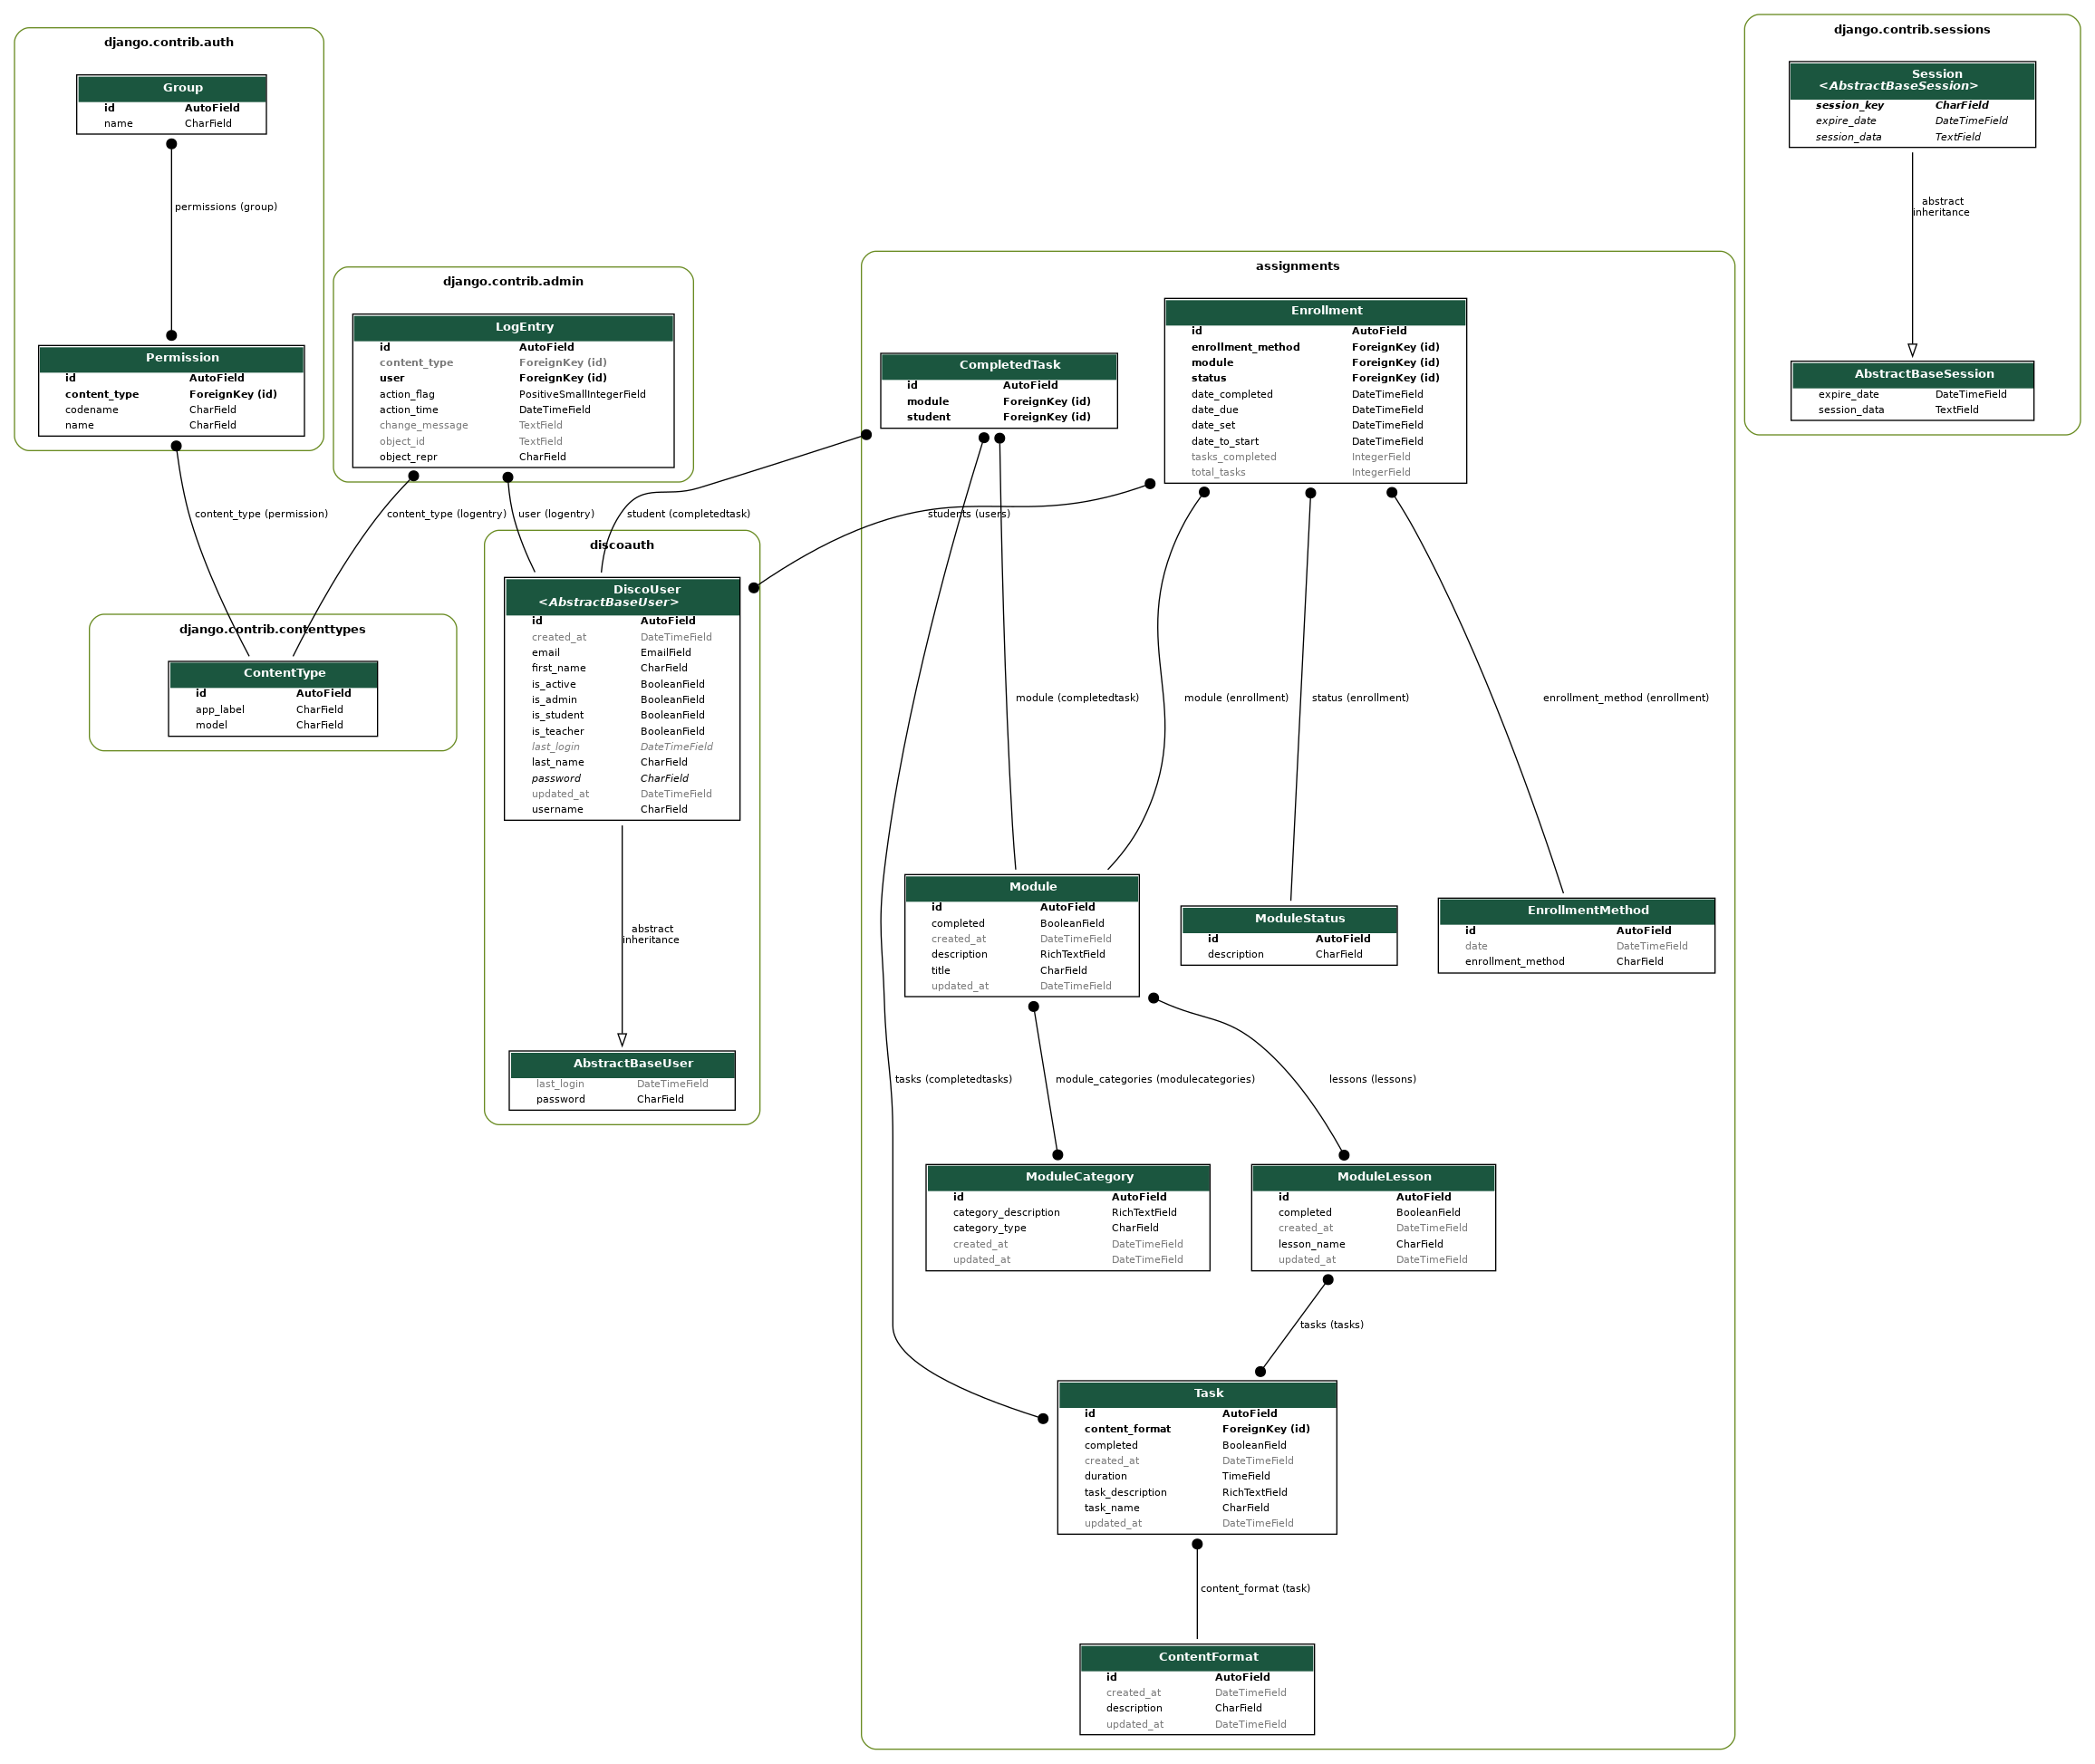 django.contrib.auth
Group
id AutoField
name CharField
permissions (group)
Permission
id AutoField
content_type ForeignKey (id)
codename CharField
name CharField
content_type (permission)
django.contrib.admin
LogEntry
id AutoField
content_type ForeignKey (id)
user ForeignKey (id)
action_flag PositiveSmallIntegerField
action_time DateTimeField
change_message TextField
object_id TextField
object_repr CharField
content_type (logentry)
user (logentry)
student (completedtask)
students (users)
django.contrib.contenttypes
ContentType
id AutoField
app_label CharField
model CharField
discoauth
DiscoUser
<AbstractBaseUser>
id AutoField
created_at DateTimeField
email EmailField
first_name CharField
is_active BooleanField
is_admin BooleanField
is_student BooleanField
is_teacher BooleanField
last_login DateTimeField
last_name CharField
password CharField
updated_at DateTimeField
username CharField
abstract
inheritance
AbstractBaseUser
last_login DateTimeField
password CharField
assignments
CompletedTask
id AutoField
module ForeignKey (id)
student ForeignKey (id)
Enrollment
id AutoField
enrollment_method ForeignKey (id)
module ForeignKey (id)
status ForeignKey (id)
date_completed DateTimeField
date_due DateTimeField
date_set DateTimeField
date_to_start DateTimeField
tasks_completed IntegerField
total_tasks IntegerField
module (completedtask)
module (enrollment)
status (enrollment)
enrollment_method (enrollment)
Module
id AutoField
completed BooleanField
created_at DateTimeField
description RichTextField
title CharField
updated_at DateTimeField
ModuleStatus
id AutoField
description CharField
EnrollmentMethod
id AutoField
date DateTimeField
enrollment_method CharField
tasks (completedtasks)
module_categories (modulecategories)
lessons (lessons)
ModuleCategory
id AutoField
category_description RichTextField
category_type CharField
created_at DateTimeField
updated_at DateTimeField
ModuleLesson
id AutoField
completed BooleanField
created_at DateTimeField
lesson_name CharField
updated_at DateTimeField
tasks (tasks)
Task
id AutoField
content_format ForeignKey (id)
completed BooleanField
created_at DateTimeField
duration TimeField
task_description RichTextField
task_name CharField
updated_at DateTimeField
content_format (task)
ContentFormat
id AutoField
created_at DateTimeField
description CharField
updated_at DateTimeField
django.contrib.sessions
Session
<AbstractBaseSession>
session_key CharField
expire_date DateTimeField
session_data TextField
abstract
inheritance
AbstractBaseSession
expire_date DateTimeField
session_data TextField